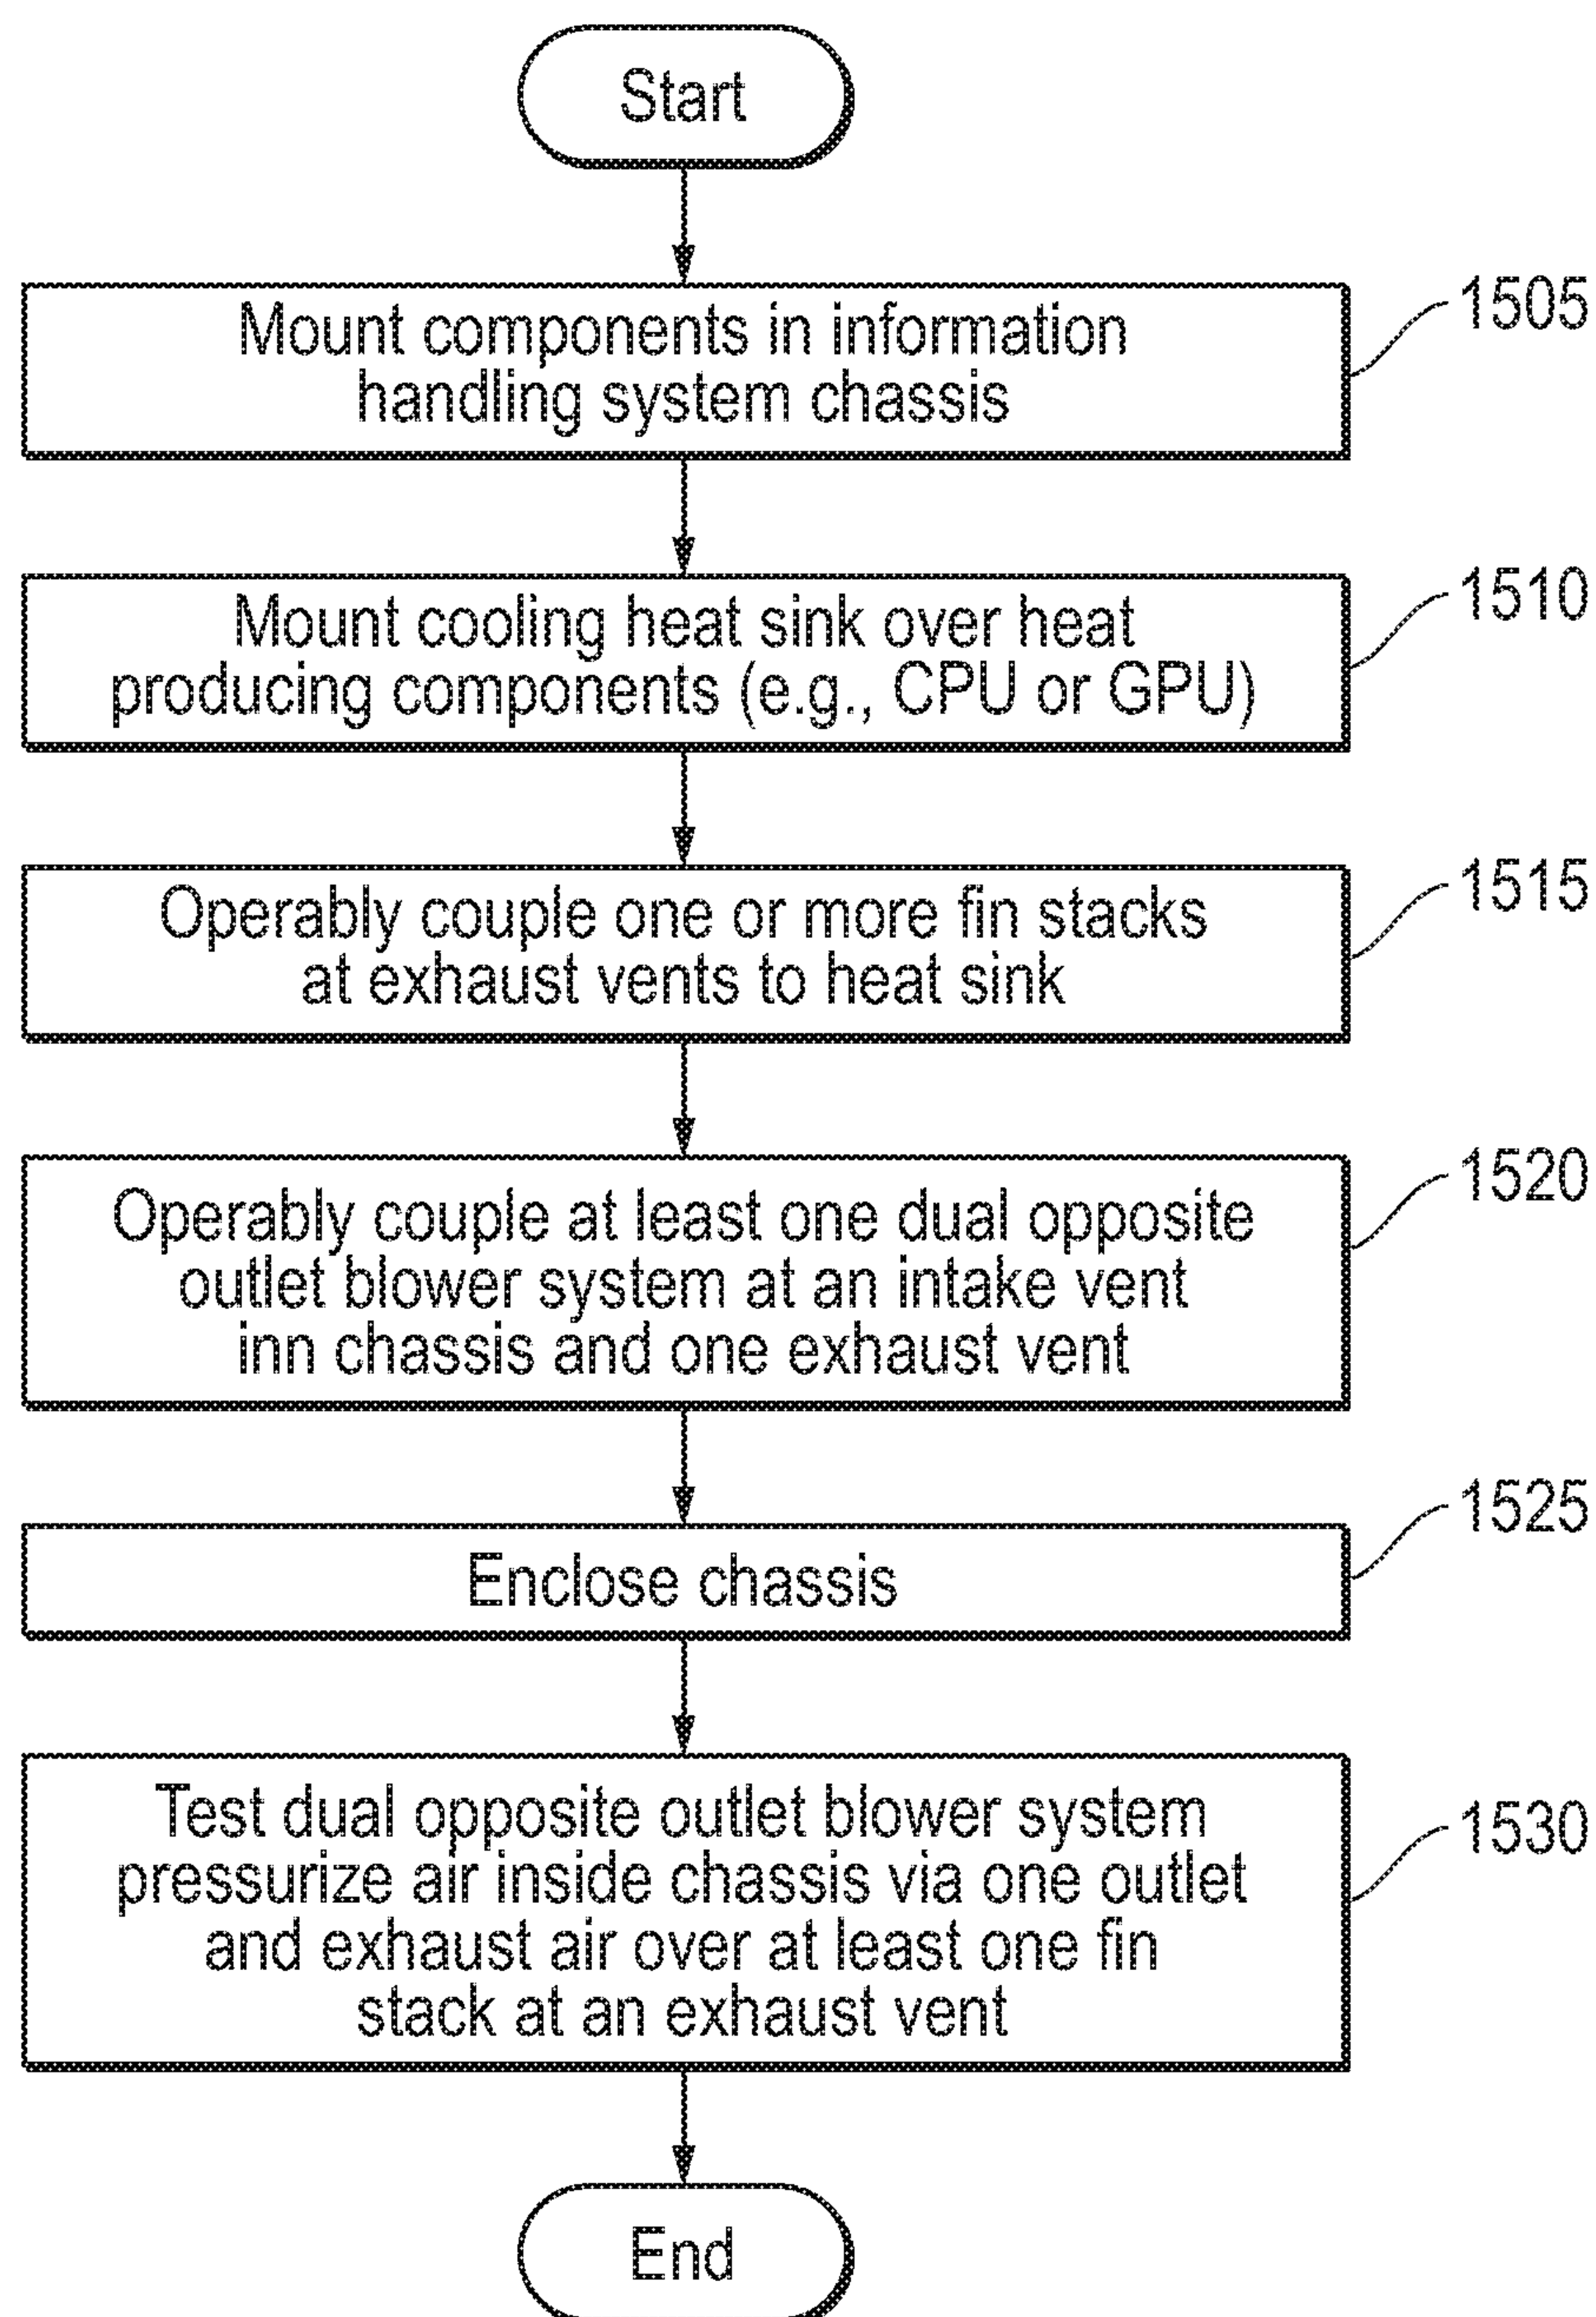 Start
Mount components in information
handling system chassis
1505
Mount cooling heat sink over heat
producing components (e.g., CPU or GPU)
1510
Operably couple one or more fin stacks
at exhaust vents to heat sink
1515
Operably couple at least one dual opposite
outlet blower system at an intake vent
inn chassis and one exhaust vent
1520
Enclose chassis
1525
Test dual opposite outlet blower system
pressurize air inside chassis via one outlet
and exhaust air over at least one fin
stack at an exhaust vent
1530
End